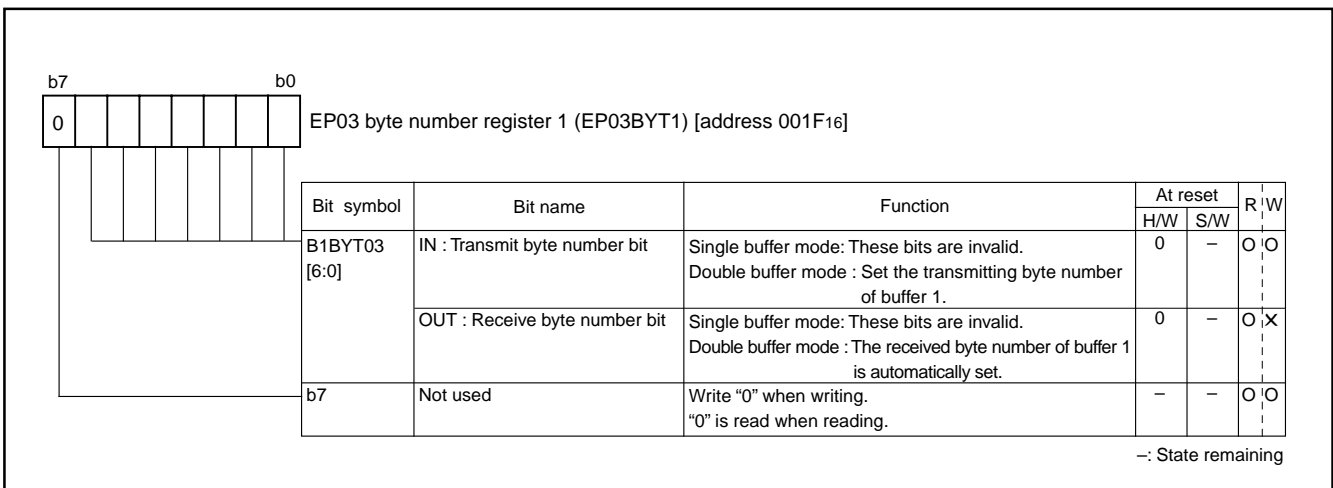 b7 b0
0
EP03 byte number register 1 (EP03BYT1) [address 001F16]
Bit symbol Bit name Function At reset R W
H/W S/W
B1BYT03 IN : Transmit byte number bit Single buffer mode: These bits are invalid. 0 – O O
[6:0] Double buffer mode : Set the transmitting byte number
of buffer 1.
OUT : Receive byte number bit Single buffer mode: These bits are invalid. 0 – O ×
Double buffer mode : The received byte number of buffer 1
is automatically set.
b7 Not used Write “0” when writing. – – O O
“0” is read when reading.
–: State remaining